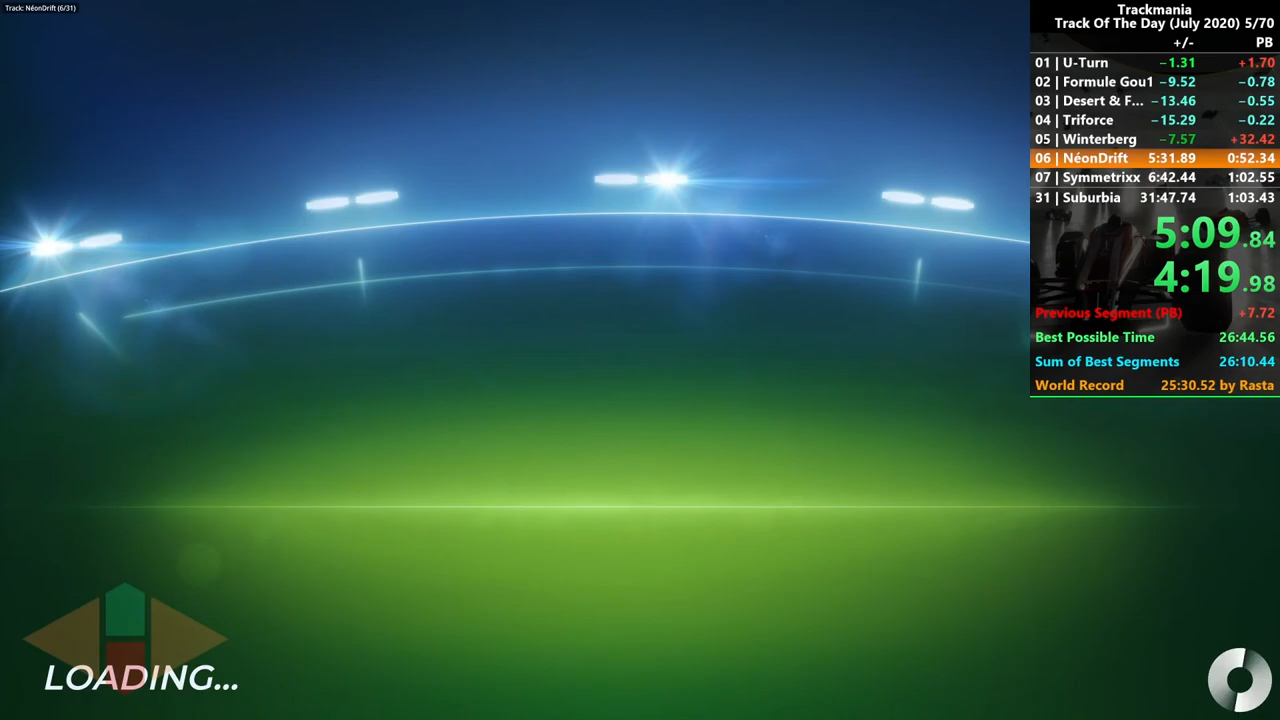 Track: NéonDrift (6/31)
Trackmania
Track Of The Day (July 2020) 5/70
+/- PB
01 | U-Turn −1.31 +1.70
02 | Formule Gou1 −9.52 −0.78
03 | Desert & F... −13.46 −0.55
04 | Triforce −15.29 −0.22
05 | Winterberg −7.57 +32.42
06 | NéonDrift 5:31.89 0:52.34
07 | Symmetrixx 6:42.44 1:02.55
31 | Suburbia 31:47.74 1:03.43
5:09.84
4:19.98
Previous Segment (PB) +7.72
Best Possible Time 26:44.56
Sum of Best Segments 26:10.44
World Record 25:30.52 by Rasta
LOADING...